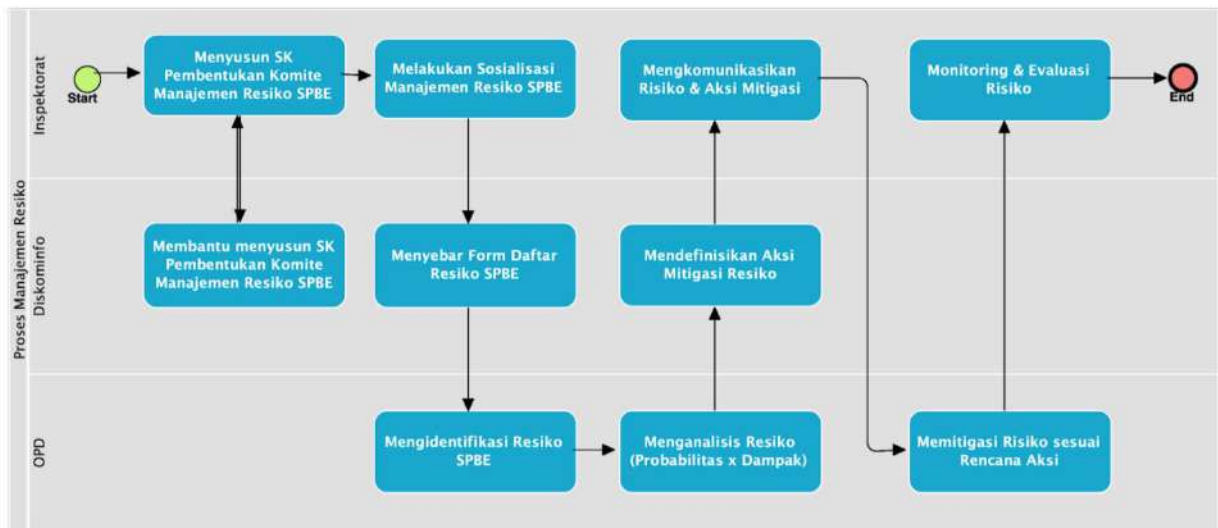 Proses Manajemen Resiko
Inspektorat
Start
Menyusun SK
Pembentukan Komite
Manajemen Resiko SPBE
Melakukan Sosialisasi
Manajemen Resiko SPBE
Mengkomunikasikan
Risiko & Aksi Mitigasi
Monitoring & Evaluasi
Risiko
End
Diskominfo
Membantu menyusun SK
Pembentukan Komite
Manajemen Resiko SPBE
Menyebar Form Daftar
Resiko SPBE
Mendefinisikan Aksi
Mitigasi Resiko
OPD
Mengidentifikasi Resiko
SPBE
Menganalisis Resiko
(Probabilitas x Dampak)
Memitigasi Risiko sesuai
Rencana Aksi